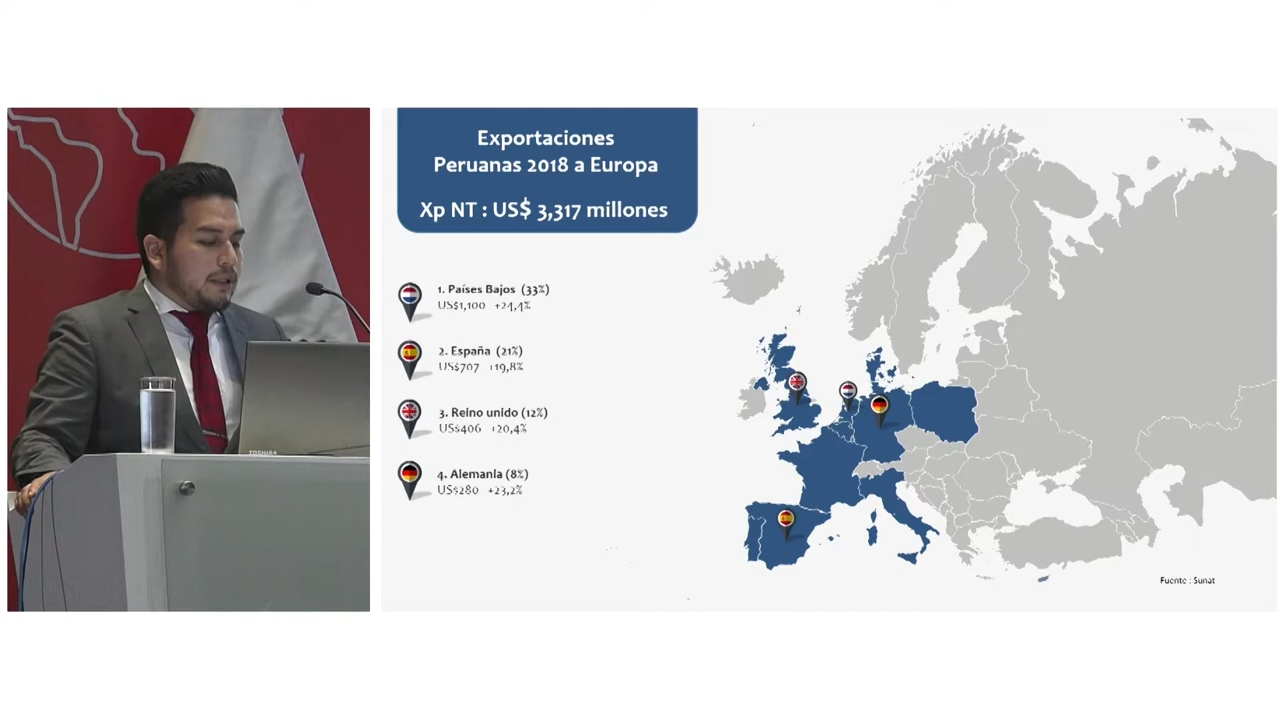 Exportaciones
Peruanas 2018 a Europa
Xp NT : US$ 3,317 millones
1. Países Bajos (33%)
US$1,100 +24,4%
2. España (21%)
US$707 +19,8%
3. Reino unido (12%)
US$406 +20,4%
4. Alemania (8%)
US$280 +23,2%
Fuente : Sunat
TOSHIBA